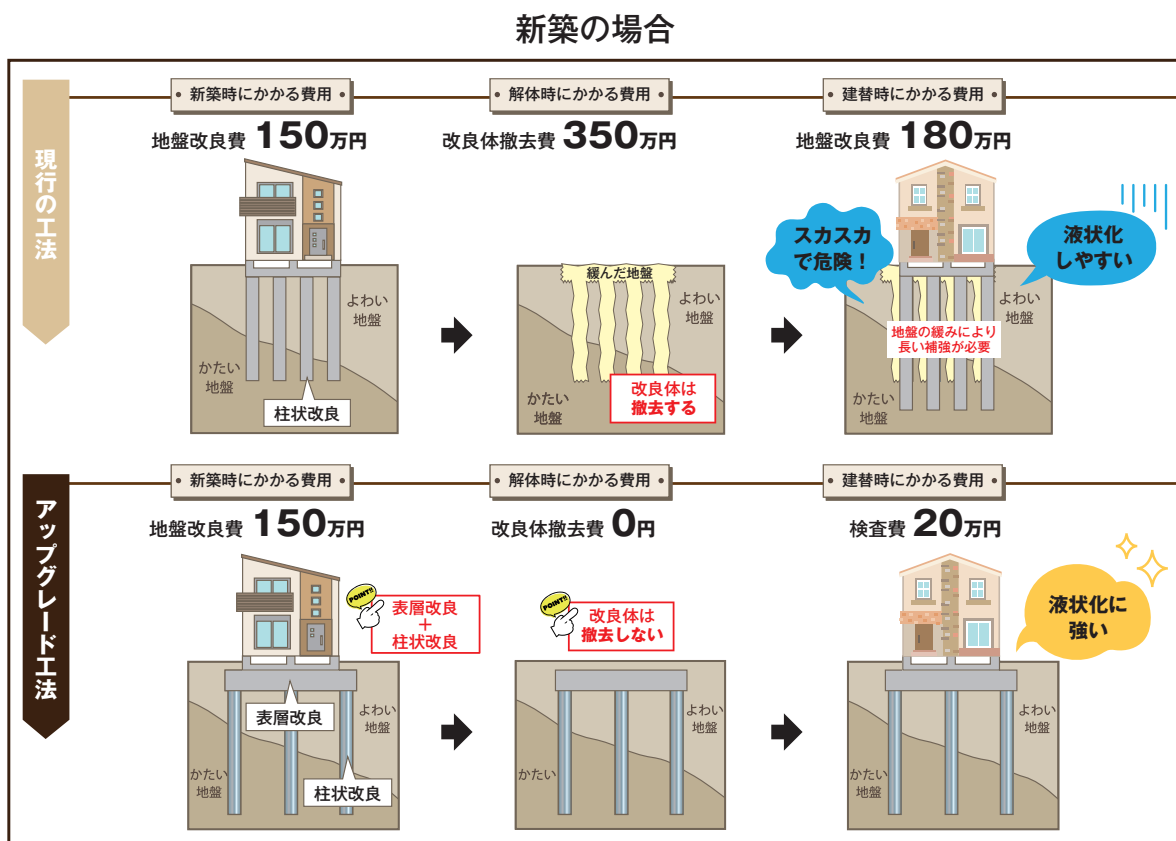 新築の場合
現行の工法
• 新築時にかかる費用 •
地盤改良費 150万円
よわい
地盤
かたい
地盤
柱状改良
• 解体時にかかる費用 •
改良体撤去費 350万円
緩んだ地盤
よわい
地盤
かたい
地盤
改良体は
撤去する
• 建替時にかかる費用 •
地盤改良費 180万円
スカスカ
で危険！
液状化
しやすい
よわい
地盤
地盤の緩みにより
長い補強が必要
かたい
地盤
アップグレード工法
• 新築時にかかる費用 •
地盤改良費 150万円
POINT!!
表層改良
＋
柱状改良
表層改良
よわい
地盤
かたい
地盤
柱状改良
• 解体時にかかる費用 •
改良体撤去費 0円
POINT!!
改良体は
撤去しない
よわい
地盤
かたい
• 建替時にかかる費用 •
検査費 20万円
液状化に
強い
よわい
地盤
かたい
地盤